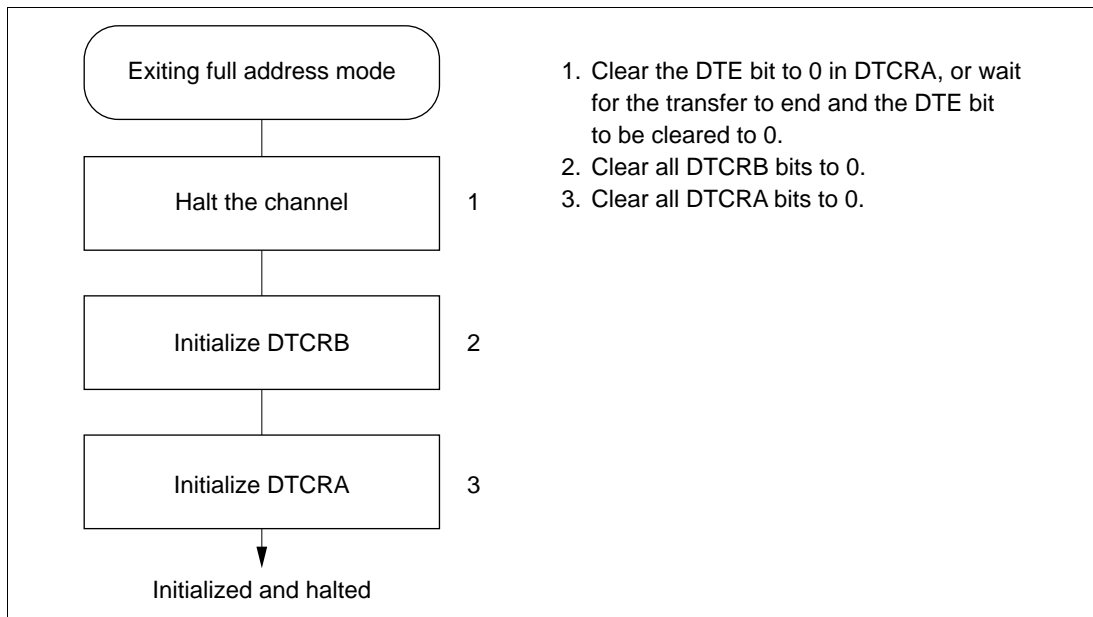 Exiting full address mode
Halt the channel
1
Initialize DTCRB
2
Initialize DTCRA
3
Initialized and halted
1. Clear the DTE bit to 0 in DTCRA, or wait
for the transfer to end and the DTE bit
to be cleared to 0.
2. Clear all DTCRB bits to 0.
3. Clear all DTCRA bits to 0.